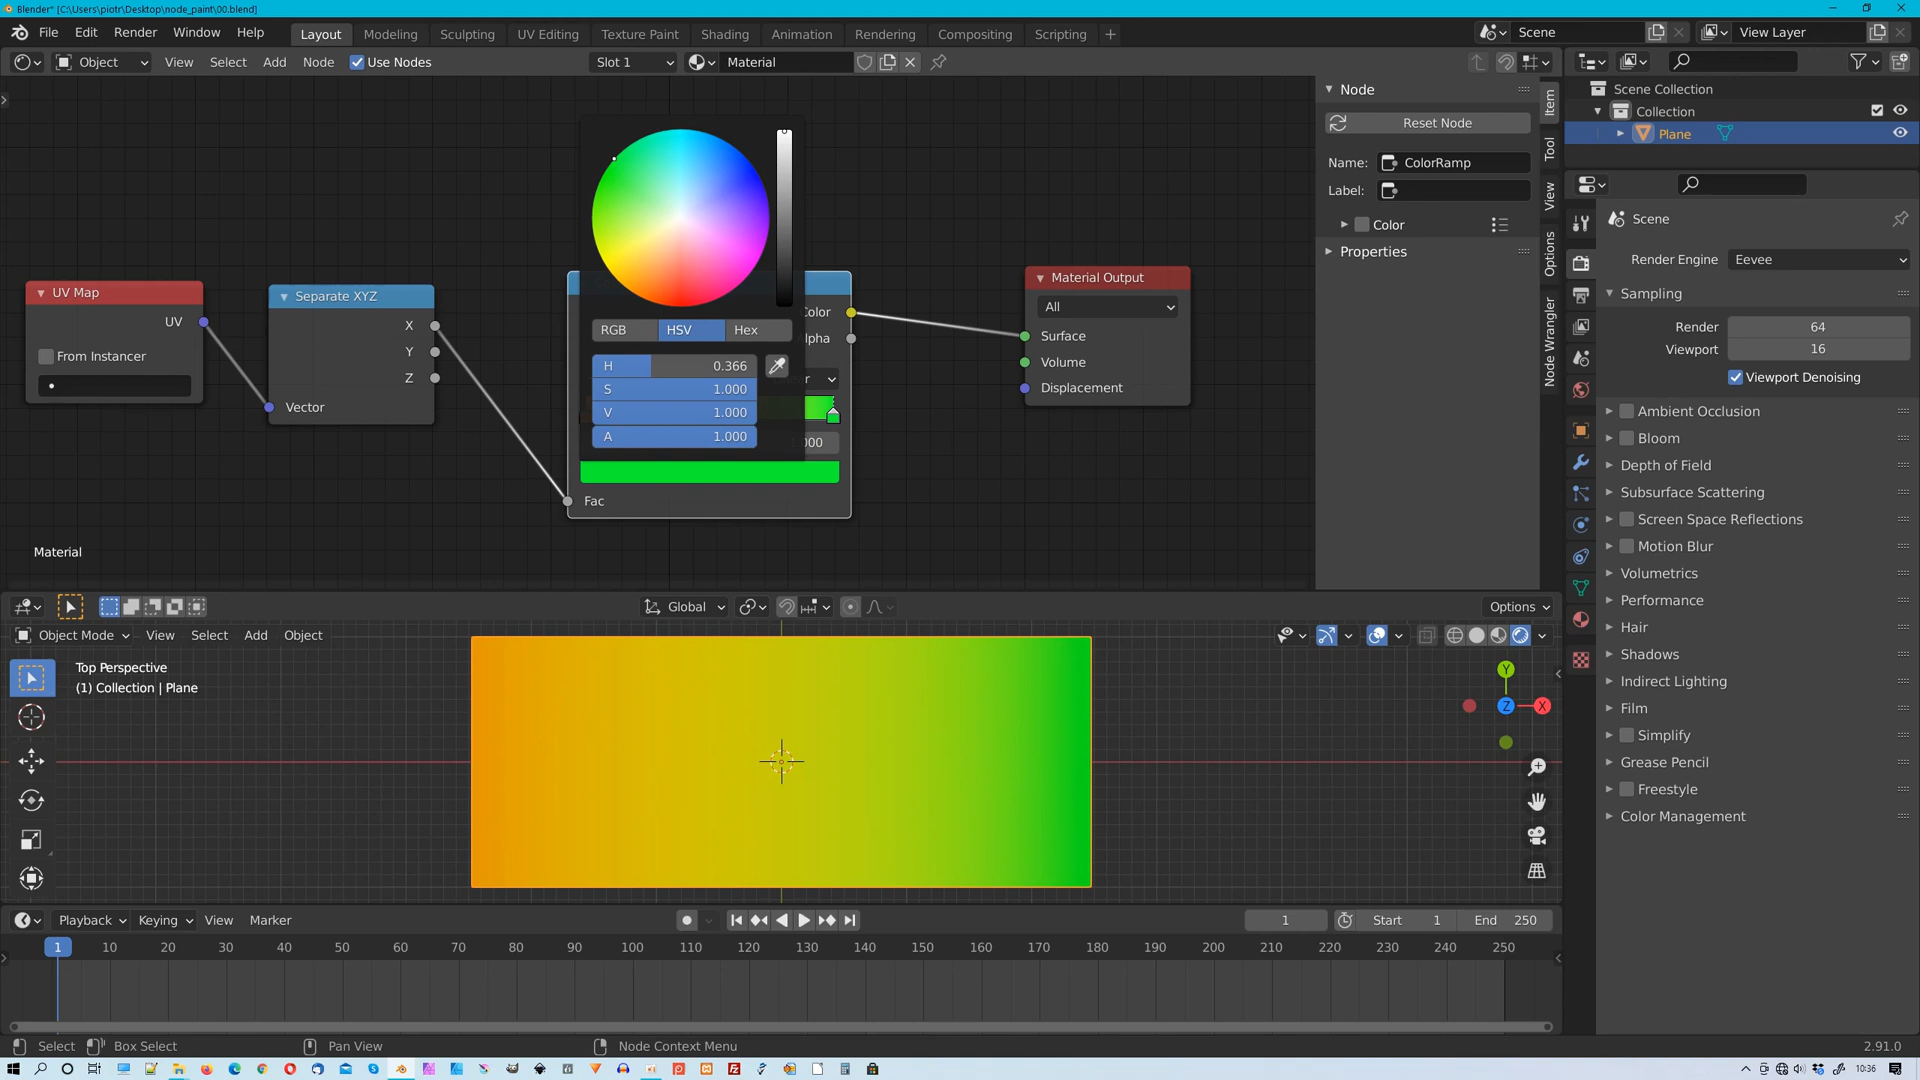 Blender* [C:\Users\piotr\Desktop\node_paint\00.blend]
File Edit Render Window Help Layout Modeling Sculpting UV Editing Texture Paint Shading Animation Rendering Compositing Scripting + Scene View Layer
Object View Select Add Node Use Nodes Slot 1 Material
Scene Collection
Collection
Plane
Node
Reset Node
Name: ColorRamp
Label:
Color
Properties
Item
Tool
View
Options
Node Wrangler
UV Map
UV
From Instancer
Separate XYZ
X
Y
Z
Vector
RGB HSV Hex
H 0.366
S 1.000
V 1.000
A 1.000
Color
Alpha
Fac
Material Output
All
Surface
Volume
Displacement
Material
Scene
Render Engine Eevee
Sampling
Render 64
Viewport 16
Viewport Denoising
Ambient Occlusion
Bloom
Depth of Field
Subsurface Scattering
Screen Space Reflections
Motion Blur
Volumetrics
Performance
Hair
Shadows
Indirect Lighting
Film
Simplify
Grease Pencil
Freestyle
Color Management
Global Options
Object Mode View Select Add Object
Top Perspective
(1) Collection | Plane
Y
Z X
Playback Keying View Marker 1 Start 1 End 250
1 10 20 30 40 50 60 70 80 90 100 110 120 130 140 150 160 170 180 190 200 210 220 230 240 250
Select Box Select Pan View Node Context Menu 2.91.0
10:36